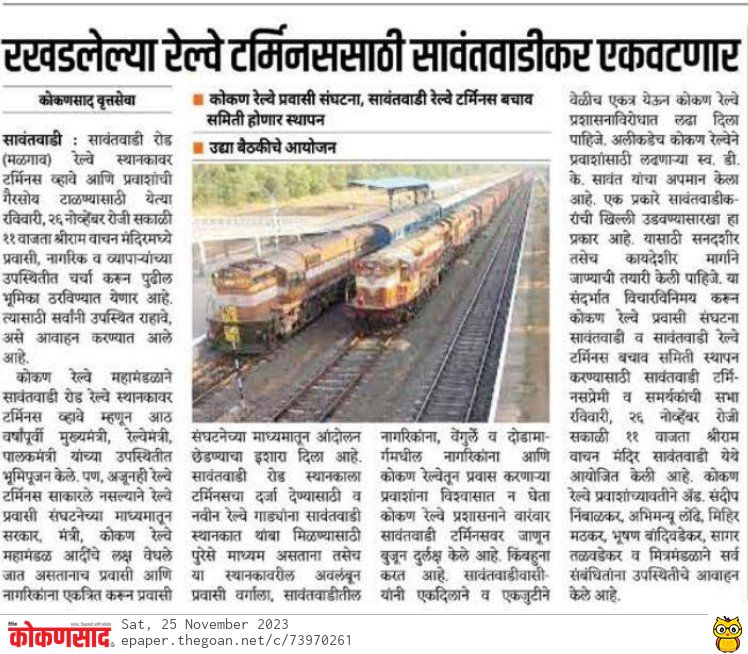 रखडलेल्या रेल्वे टर्मिनससाठी सावंतवाडीकर एकवटणार
कोकणसाद वृत्तसेवा
सावंतवाडी : सावंतवाडी रोड
(मळगाव) रेल्वे स्थानकावर
टर्मिनस व्हावे आणि प्रवाशांची
गैरसोय टाळण्यासाठी येत्या
रविवारी, २६ नोव्हेंबर रोजी सकाळी
११ वाजता श्रीराम वाचन मंदिरमध्ये
प्रवासी, नागरिक व व्यापाऱ्यांच्या
उपस्थितीत चर्चा करून पुढील
भूमिका ठरविण्यात येणार आहे.
त्यासाठी सर्वांनी उपस्थित राहावे,
असे आवाहन करण्यात आले
आहे.
कोकण रेल्वे महामंडळाने
सावंतवाडी रोड रेल्वे स्थानकावर
टर्मिनस व्हावे म्हणून आठ
वर्षांपूर्वी मुख्यमंत्री, रेल्वेमंत्री,
पालकमंत्री यांच्या उपस्थितीत
भूमिपूजन केले. पण, अजूनही रेल्वे
टर्मिनस साकारले नसल्याने रेल्वे
प्रवासी संघटनेच्या माध्यमातून
सरकार, मंत्री, कोकण रेल्वे
महामंडळ आदींचे लक्ष वेधले
जात असतानाच प्रवासी आणि
नागरिकांना एकत्रित करून प्रवासी
■ कोकण रेल्वे प्रवासी संघटना, सावंतवाडी रेल्वे टर्मिनस बचाव
समिती होणार स्थापन
■ उद्या बैठकीचे आयोजन
संघटनेच्या माध्यमातून आंदोलन
छेडण्याचा इशारा दिला आहे.
सावंतवाडी रोड स्थानकाला
टर्मिनसचा दर्जा देण्यासाठी व
नवीन रेल्वे गाड्यांना सावंतवाडी
स्थानकात थांबा मिळण्यासाठी
पुरेसे माध्यम असताना तसेच
या स्थानकावरील अवलंबून
प्रवासी वर्गाला, सावंतवाडीतील
नागरिकांना, वेंगुर्ले व दोडामा-
र्गमधील नागरिकांना आणि
कोकण रेल्वेतून प्रवास करणाऱ्या
प्रवाशांना विश्वासात न घेता
कोकण रेल्वे प्रशासनाने वारंवार
सावंतवाडी टर्मिनसवर जाणून
बुजून दुर्लक्ष केले आहे. किंबहुना
करत आहे. सावंतवाडीवासी-
यांनी एकदिलाने व एकजुटीने
वेळीच एकत्र येऊन कोकण रेल्वे
प्रशासनाविरोधात लढा दिला
पाहिजे. अलीकडेच कोकण रेल्वेने
प्रवाशांसाठी लढणाऱ्या स्व. डी.
के. सावंत यांचा अपमान केला
आहे. एक प्रकारे सावंतवाडीक-
रांची खिल्ली उडवण्यासारखा हा
प्रकार आहे. यासाठी सनदशीर
तसेच कायदेशीर मार्गाने
जाण्याची तयारी केली पाहिजे. या
संदर्भात विचारविनिमय करून
कोकण रेल्वे प्रवासी संघटना
सावंतवाडी व सावंतवाडी रेल्वे
टर्मिनस बचाव समिती स्थापन
करण्यासाठी सावंतवाडी टर्मि-
नसप्रेमी व समर्थकांची सभा
रविवारी, २६ नोव्हेंबर रोजी
सकाळी ११ वाजता श्रीराम
वाचन मंदिर सावंतवाडी येथे
आयोजित केली आहे. कोकण
रेल्वे प्रवाशांच्यावतीने अ‍ॅड. संदीप
निंबाळकर, अभिमन्यू लोंढे, मिहिर
मठकर, भूषण बांदिवडेकर, सागर
तळवडेकर व मित्रमंडळाने सर्व
संबंधितांना उपस्थितीचे आवाहन
केले आहे.
कोकणसाद
Sat, 25 November 2023
epaper.thegoan.net/c/73970261